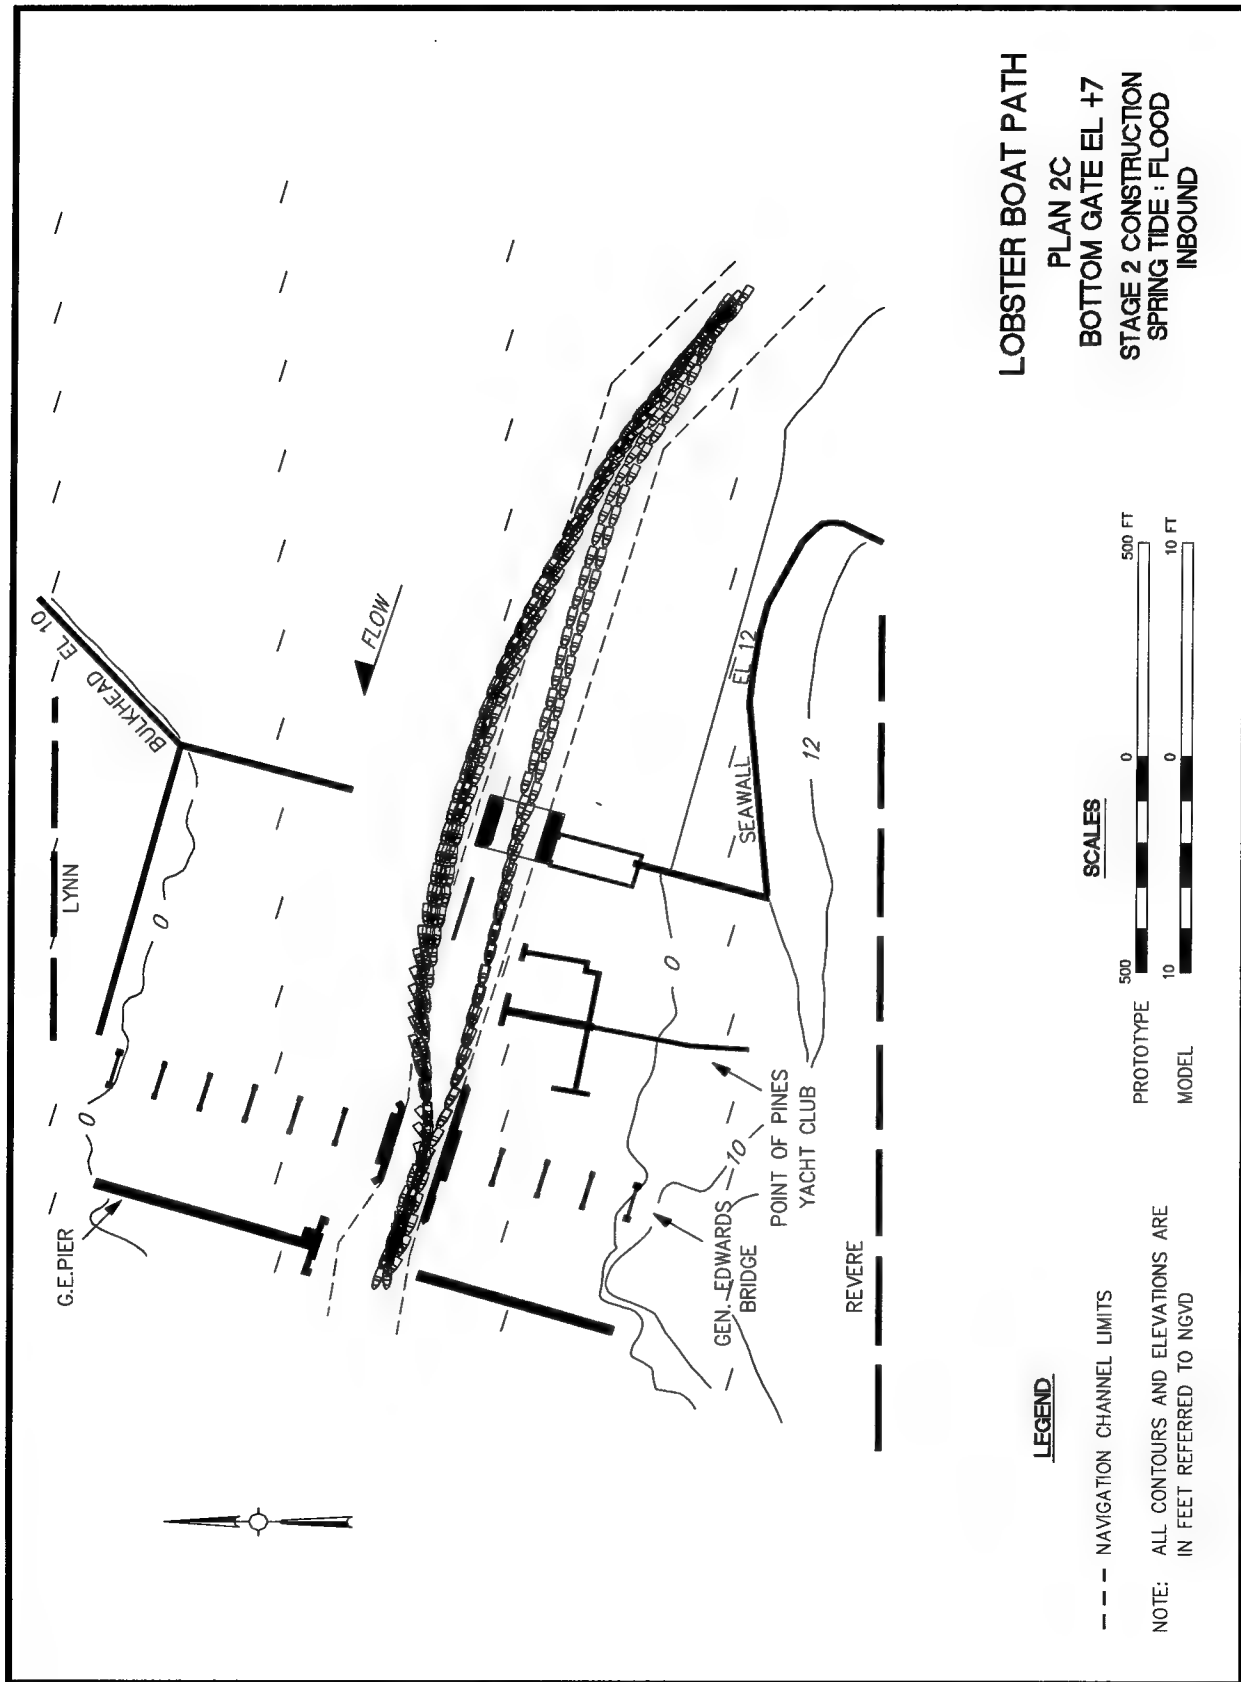 BULKHEAD EL 10
LYNN
FLOW
0
0
G.E.PIER
SEAWALL EL 12
12
0
10
POINT OF PINES
YACHT CLUB
GEN. EDWARDS
BRIDGE
REVERE
LEGEND
--- NAVIGATION CHANNEL LIMITS
NOTE: ALL CONTOURS AND ELEVATIONS ARE
IN FEET REFERRED TO NGVD
SCALES
PROTOTYPE 500 0 500 FT
MODEL 10 0 10 FT
LOBSTER BOAT PATH
PLAN 2C
BOTTOM GATE EL +7
STAGE 2 CONSTRUCTION
SPRING TIDE : FLOOD
INBOUND